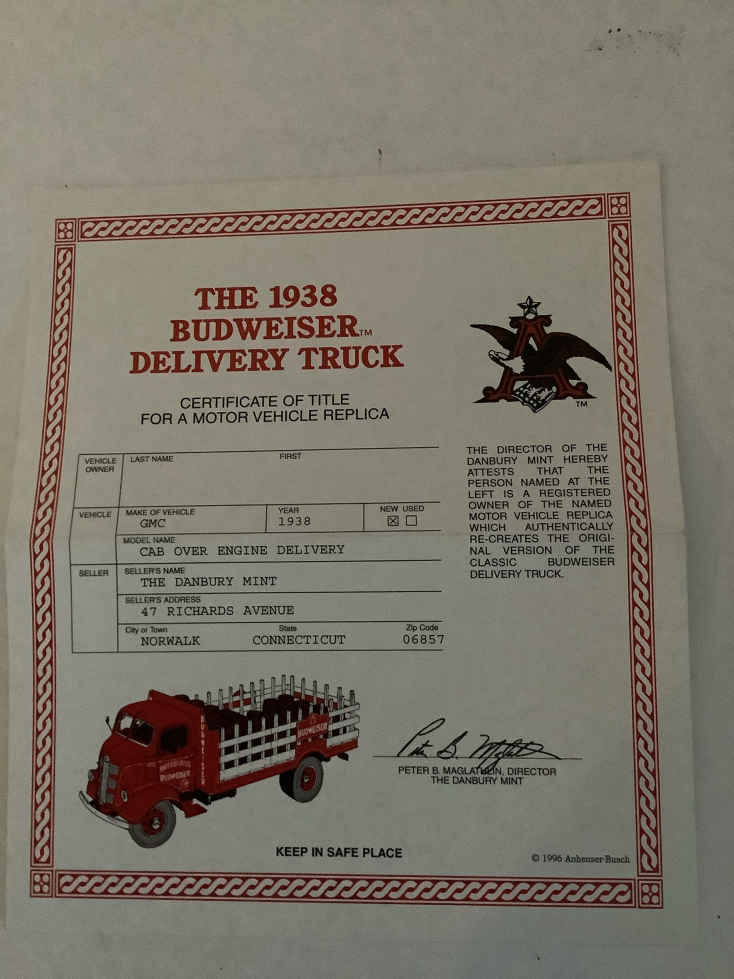 THE 1938
BUDWEISER™
DELIVERY TRUCK
CERTIFICATE OF TITLE
FOR A MOTOR VEHICLE REPLICA
VEHICLE OWNER
LAST NAME FIRST
VEHICLE
MAKE OF VEHICLE YEAR NEW USED
GMC 1938 ☒ ☐
MODEL NAME
CAB OVER ENGINE DELIVERY
SELLER
SELLER'S NAME
THE DANBURY MINT
SELLER'S ADDRESS
47 RICHARDS AVENUE
City or Town State Zip Code
NORWALK CONNECTICUT 06857
A
TM
THE DIRECTOR OF THE
DANBURY MINT HEREBY
ATTESTS THAT THE
PERSON NAMED AT THE
LEFT IS A REGISTERED
OWNER OF THE NAMED
MOTOR VEHICLE REPLICA
WHICH AUTHENTICALLY
RE-CREATES THE ORIGI-
NAL VERSION OF THE
CLASSIC BUDWEISER
DELIVERY TRUCK.
BUDWEISER
BUDWEISER
BUDWEISER
PETER B. MAGLATHLIN, DIRECTOR
THE DANBURY MINT
KEEP IN SAFE PLACE
© 1996 Anheuser-Busch